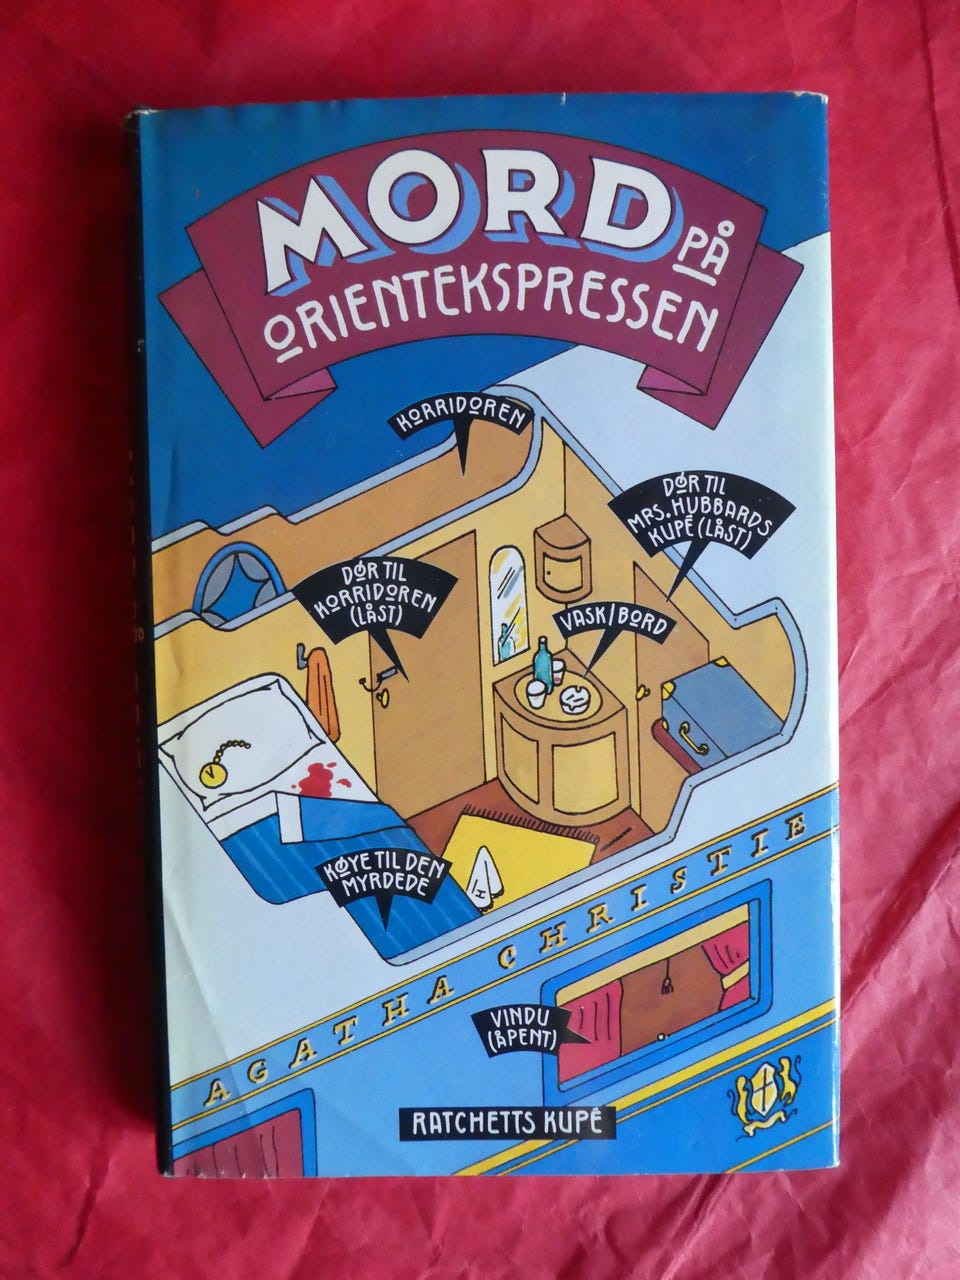 MORD PÅ
ORIENTEKSPRESSEN
KORRIDOREN
DØR TIL
MRS. HUBBARDS
KUPÉ (LÅST)
DØR TIL
KORRIDOREN
(LÅST)
VASK/BORD
KØYE TIL DEN
MYRDEDE
AGATHA CHRISTIE
VINDU
(ÅPENT)
RATCHETTS KUPÉ
H